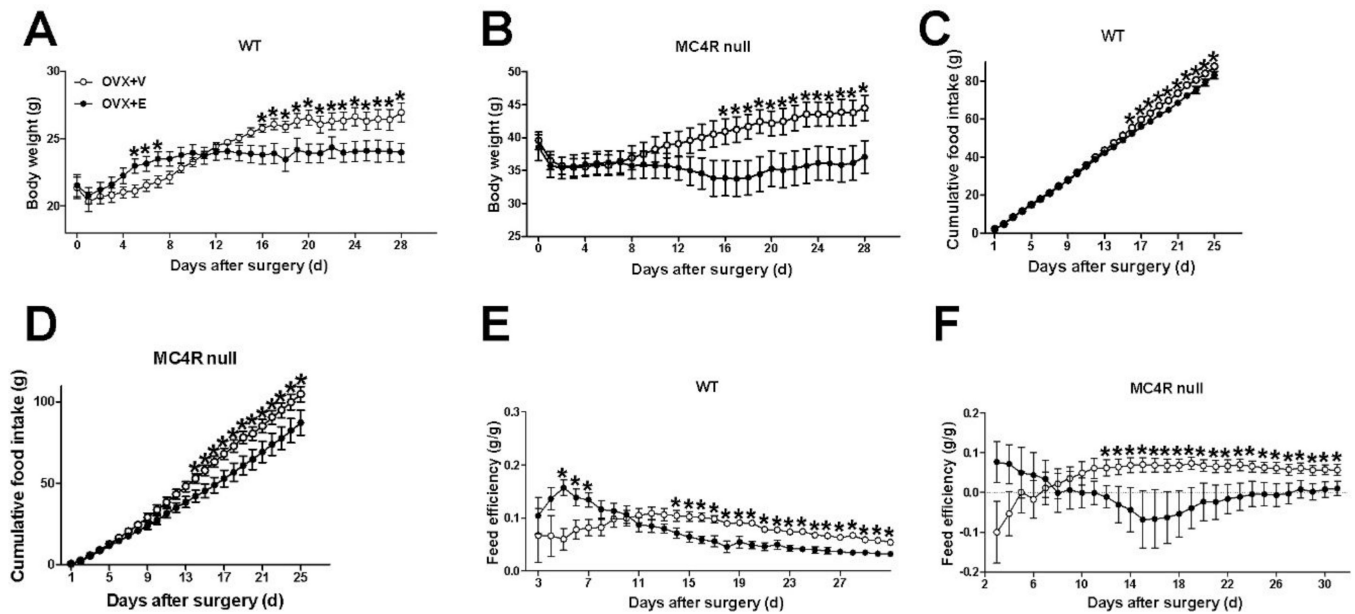 A
WT
OVX+V
OVX+E
Body weight (g)
30
25
20
0 4 8 12 16 20 24 28
Days after surgery (d)
B
MC4R null
Body weight (g)
50
45
40
35
30
25
0 4 8 12 16 20 24 28
Days after surgery (d)
C
WT
Cumulative food intake (g)
80
60
40
20
0
1 5 9 13 17 21 25
Days after surgery (d)
D
MC4R null
Cumulative food intake (g)
100
50
0
1 5 9 13 17 21 25
Days after surgery (d)
E
WT
Feed efficiency (g/g)
0.3
0.2
0.1
0.0
3 7 11 15 19 23 27
Days after surgery (d)
F
MC4R null
Feed efficiency (g/g)
0.2
0.1
0.0
-0.1
-0.2
2 6 10 14 18 22 26 30
Days after surgery (d)